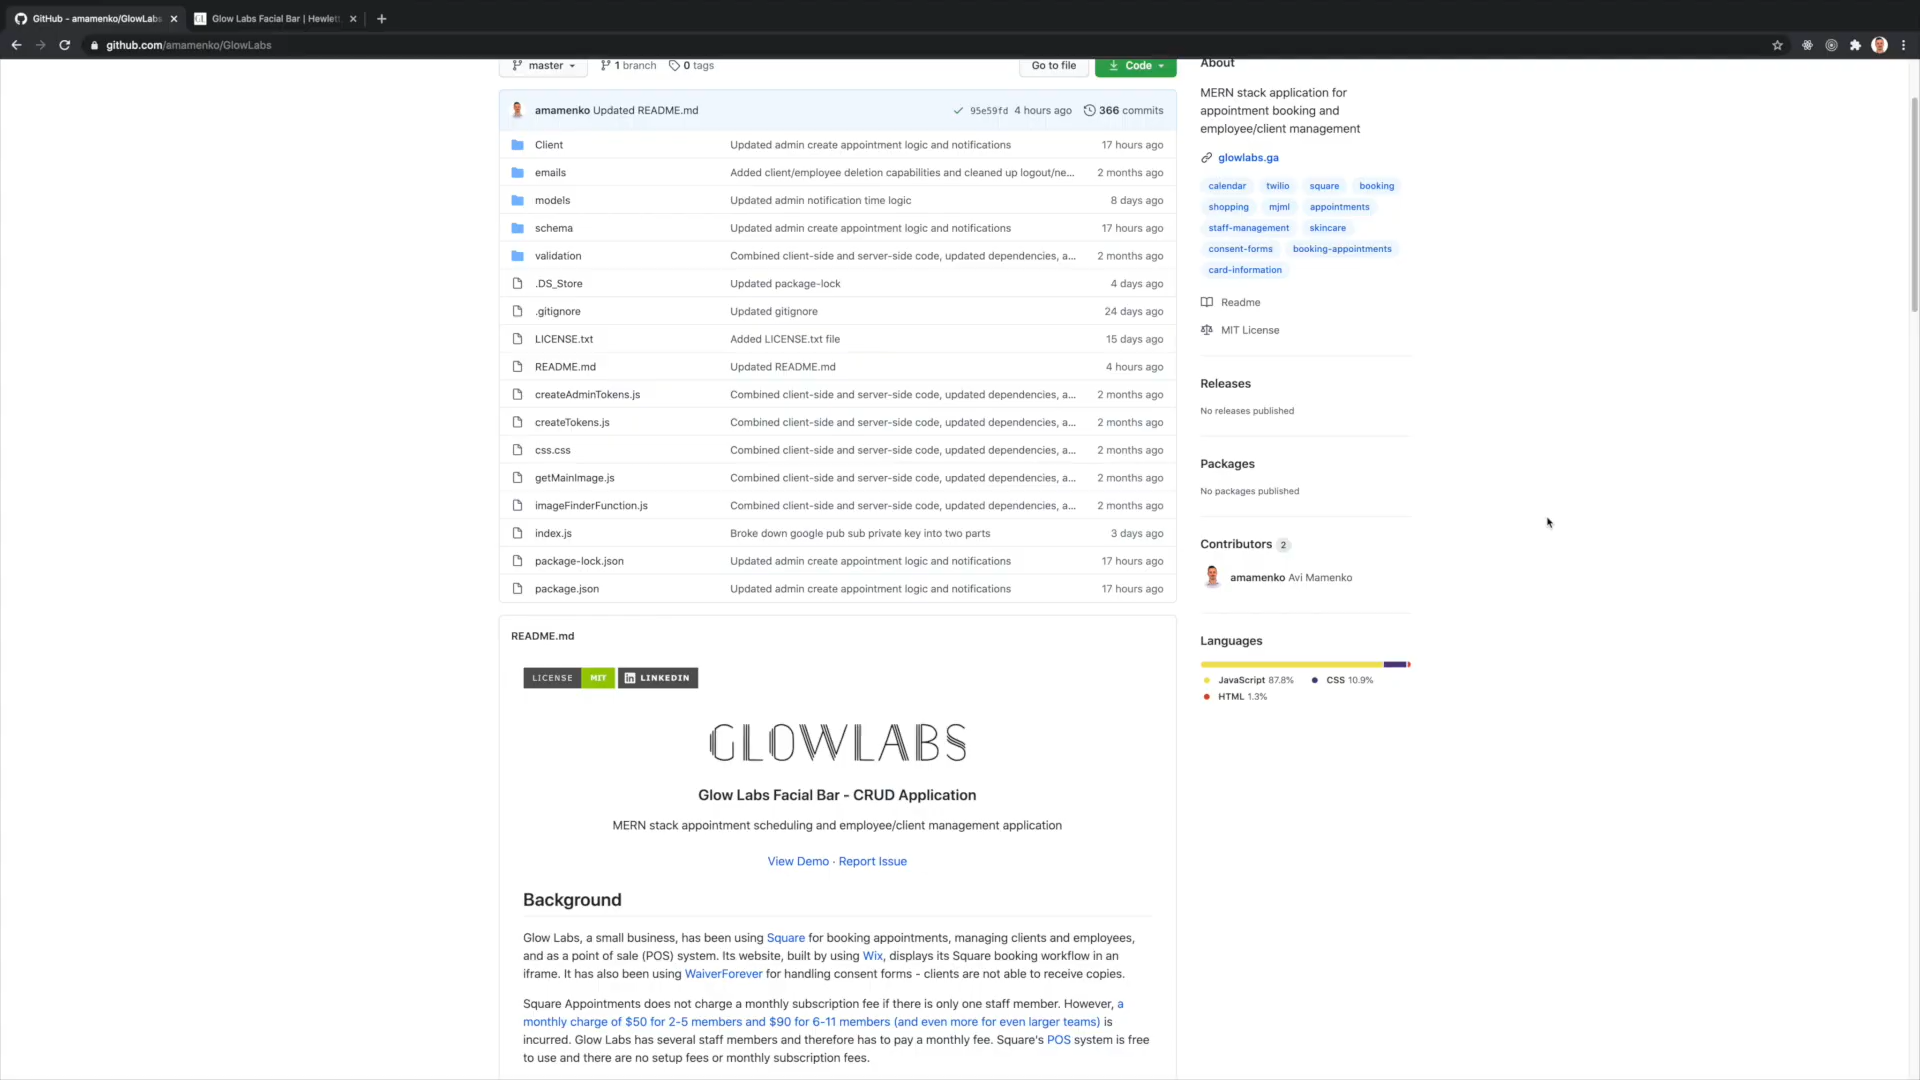 GitHub - amamenko/GlowLabs
Glow Labs Facial Bar | Hewlett
github.com/amamenko/GlowLabs
master
1 branch
0 tags
Go to file
Code
amamenko Updated README.md
95e59fd 4 hours ago
366 commits
Client Updated admin create appointment logic and notifications 17 hours ago
emails Added client/employee deletion capabilities and cleaned up logout/ne... 2 months ago
models Updated admin notification time logic 8 days ago
schema Updated admin create appointment logic and notifications 17 hours ago
validation Combined client-side and server-side code, updated dependencies, a... 2 months ago
.DS_Store Updated package-lock 4 days ago
.gitignore Updated gitignore 24 days ago
LICENSE.txt Added LICENSE.txt file 15 days ago
README.md Updated README.md 4 hours ago
createAdminTokens.js Combined client-side and server-side code, updated dependencies, a... 2 months ago
createTokens.js Combined client-side and server-side code, updated dependencies, a... 2 months ago
css.css Combined client-side and server-side code, updated dependencies, a... 2 months ago
getMainImage.js Combined client-side and server-side code, updated dependencies, a... 2 months ago
imageFinderFunction.js Combined client-side and server-side code, updated dependencies, a... 2 months ago
index.js Broke down google pub sub private key into two parts 3 days ago
package-lock.json Updated admin create appointment logic and notifications 17 hours ago
package.json Updated admin create appointment logic and notifications 17 hours ago
README.md
LICENSE MIT LINKEDIN
GLOWLABS
Glow Labs Facial Bar - CRUD Application
MERN stack appointment scheduling and employee/client management application
View Demo · Report Issue
Background
Glow Labs, a small business, has been using Square for booking appointments, managing clients and employees,
and as a point of sale (POS) system. Its website, built by using Wix, displays its Square booking workflow in an
iframe. It has also been using WaiverForever for handling consent forms - clients are not able to receive copies.
Square Appointments does not charge a monthly subscription fee if there is only one staff member. However, a
monthly charge of $50 for 2-5 members and $90 for 6-11 members (and even more for even larger teams) is
incurred. Glow Labs has several staff members and therefore has to pay a monthly fee. Square's POS system is free
to use and there are no setup fees or monthly subscription fees.
About
MERN stack application for
appointment booking and
employee/client management
glowlabs.ga
calendar twilio square booking
shopping mjml appointments
staff-management skincare
consent-forms booking-appointments
card-information
Readme
MIT License
Releases
No releases published
Packages
No packages published
Contributors 2
amamenko Avi Mamenko
Languages
JavaScript 87.8% CSS 10.9%
HTML 1.3%